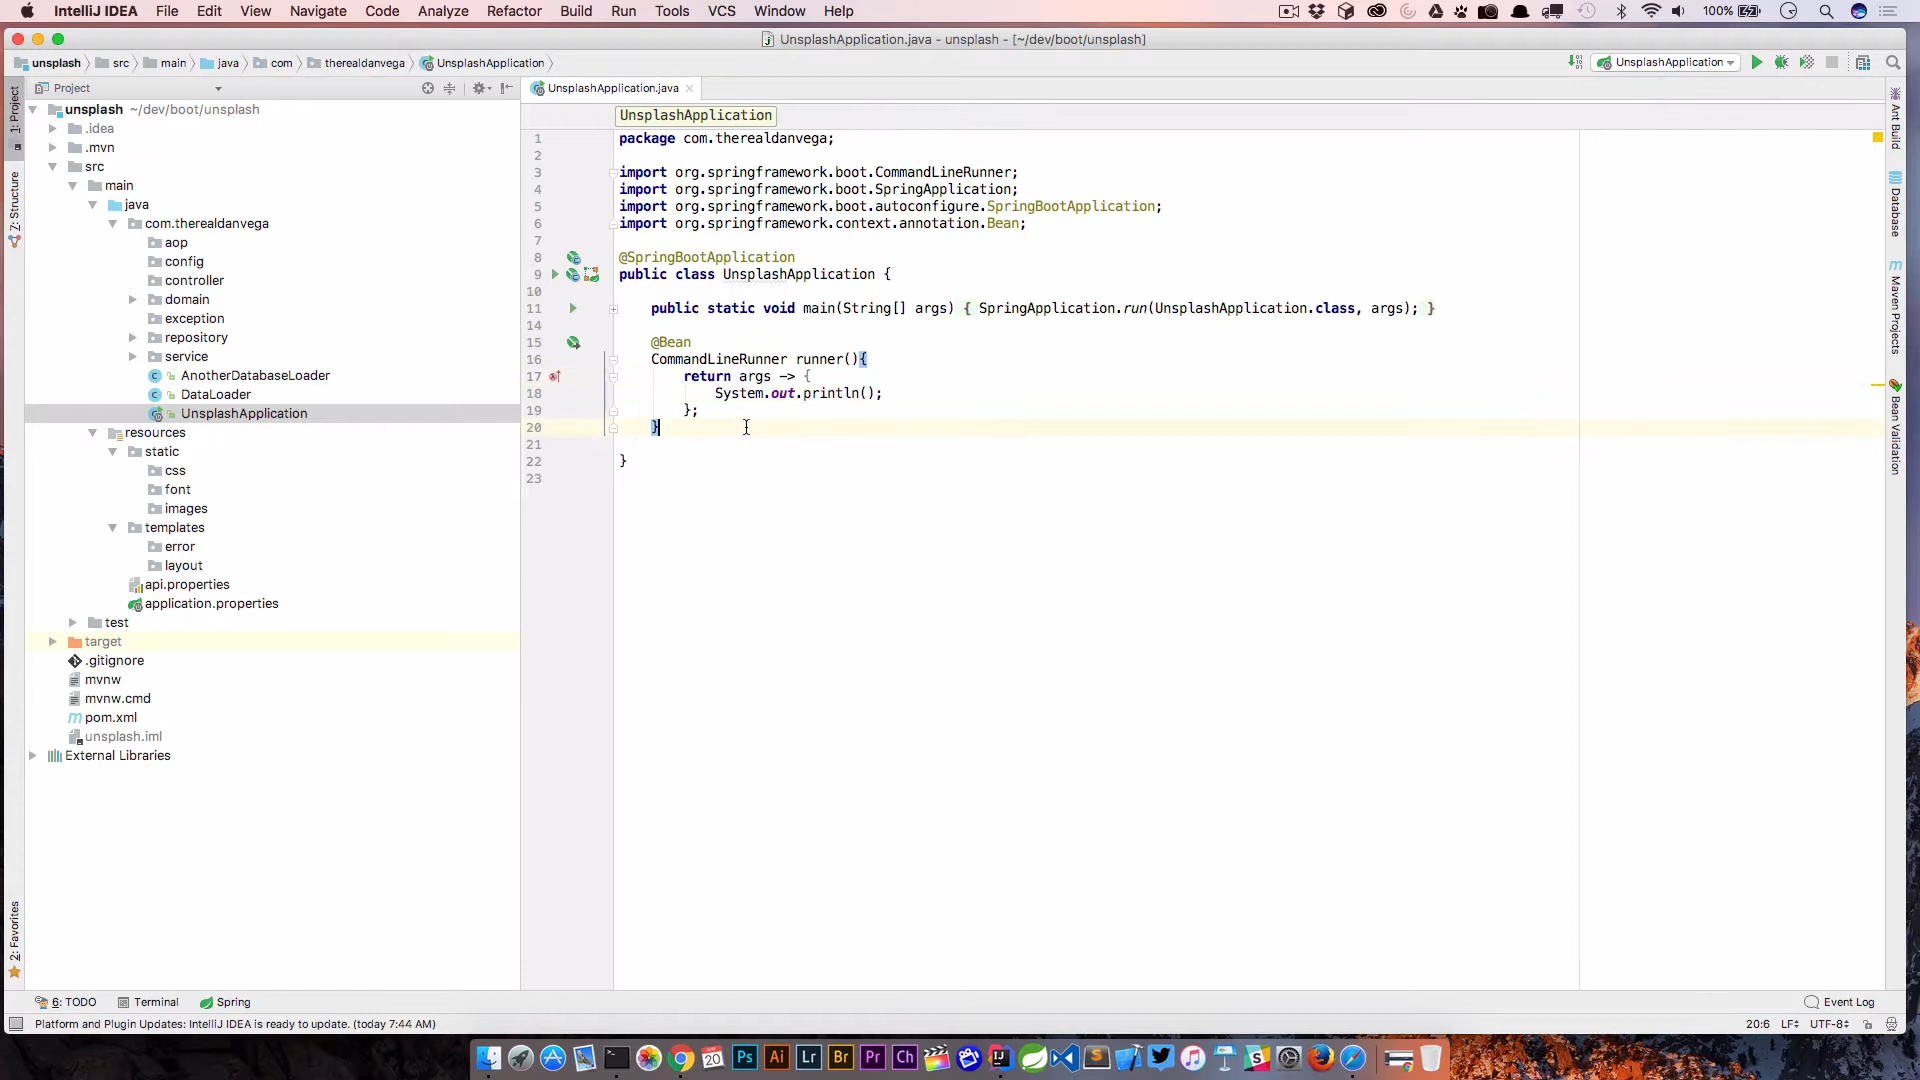 IntelliJ IDEA File Edit View Navigate Code Analyze Refactor Build Run Tools VCS Window Help 100%
UnsplashApplication.java - unsplash - [~/dev/boot/unsplash]
unsplash src main java com therealdanvega UnsplashApplication UnsplashApplication
Project UnsplashApplication.java
1: Project
7: Structure
2: Favorites
unsplash ~/dev/boot/unsplash
.idea
.mvn
src
main
java
com.therealdanvega
aop
config
controller
domain
exception
repository
service
AnotherDatabaseLoader
DataLoader
UnsplashApplication
resources
static
css
font
images
templates
error
layout
api.properties
application.properties
test
target
.gitignore
mvnw
mvnw.cmd
pom.xml
unsplash.iml
External Libraries
UnsplashApplication
1 package com.therealdanvega;
2
3 import org.springframework.boot.CommandLineRunner;
4 import org.springframework.boot.SpringApplication;
5 import org.springframework.boot.autoconfigure.SpringBootApplication;
6 import org.springframework.context.annotation.Bean;
7
8 @SpringBootApplication
9 public class UnsplashApplication {
10
11 public static void main(String[] args) { SpringApplication.run(UnsplashApplication.class, args); }
14
15 @Bean
16 CommandLineRunner runner(){
17 return args -> {
18 System.out.println();
19 };
20 }
21
22 }
23
Ant Build
Database
Maven Projects
Bean Validation
6: TODO Terminal Spring Event Log
Platform and Plugin Updates: IntelliJ IDEA is ready to update. (today 7:44 AM) 20:6 LF UTF-8
20 Ps Ai Lr Br Pr Ch IJ S